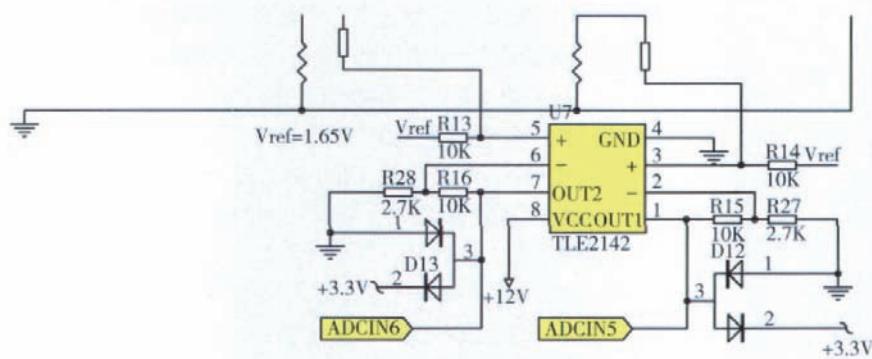 U7
Vref=1.65V
Vref R13 5 + GND 4
10K 3 + R14 Vref
6 − 10K
R28 R16 7 OUT2 − 2
2.7K 10K 8 VCC OUT1 1 R15 R27
TLE2142 10K 2.7K
1 D12
D13 3 1
+3.3V 2 +12V 3
2
ADCIN6 ADCIN5
+3.3V